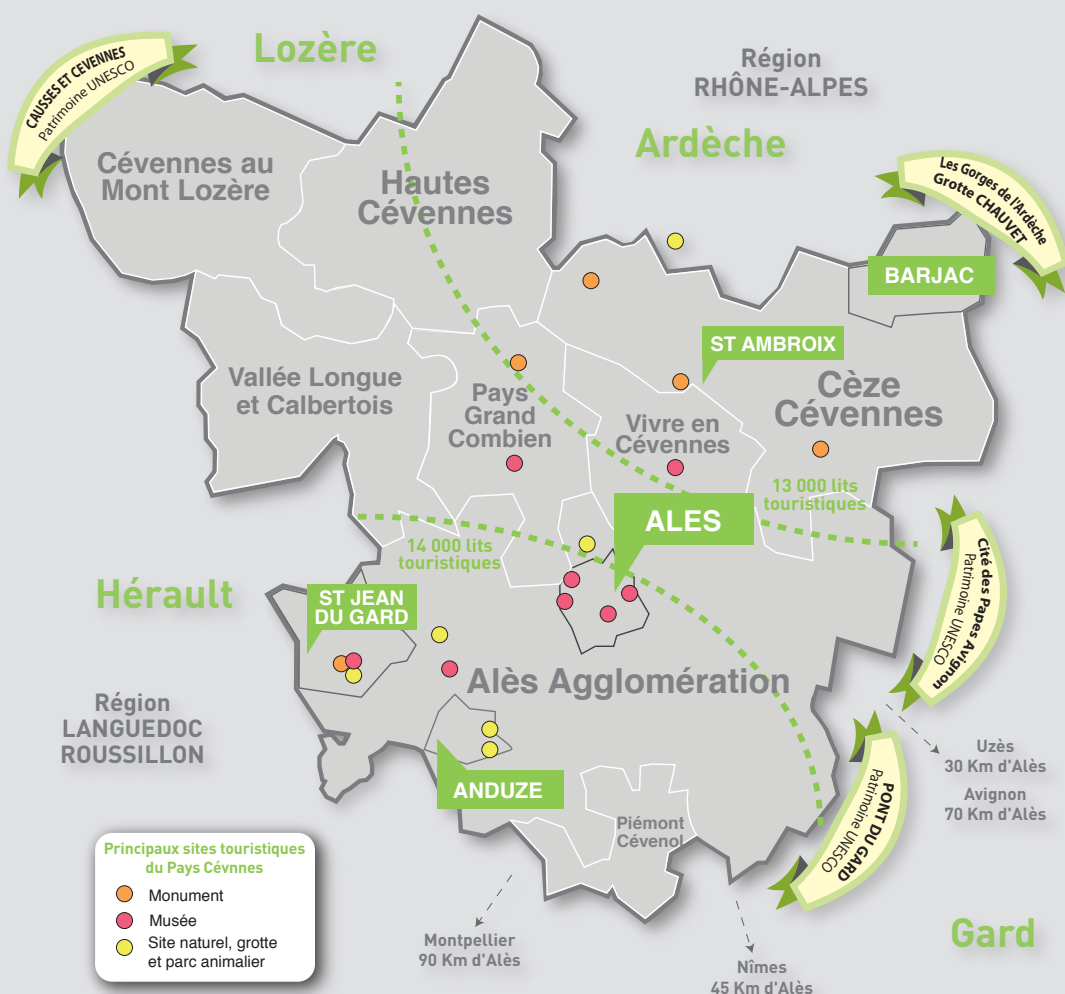 Lozère
Région
RHÔNE-ALPES
CAUSSES ET CEVENNES
Patrimoine UNESCO
Ardèche
Cévennes au
Mont Lozère
Hautes
Cévennes
Les Gorges de l'Ardèche
Grotte CHAUVET
BARJAC
ST AMBROIX
Vallée Longue
et Calbertois
Pays
Grand
Combien
Vivre en
Cévennes
Cèze
Cévennes
13 000 lits
touristiques
ALES
14 000 lits
touristiques
Cité des Papes Avignon
Patrimoine UNESCO
Hérault
ST JEAN
DU GARD
Alès Agglomération
Région
LANGUEDOC
ROUSSILLON
Uzès
30 Km d'Alès
Avignon
70 Km d'Alès
ANDUZE
PONT DU GARD
Patrimoine UNESCO
Piémont
Cévenol
Principaux sites touristiques
du Pays Cévnnes
Monument
Musée
Site naturel, grotte
et parc animalier
Montpellier
90 Km d'Alès
Nîmes
45 Km d'Alès
Gard